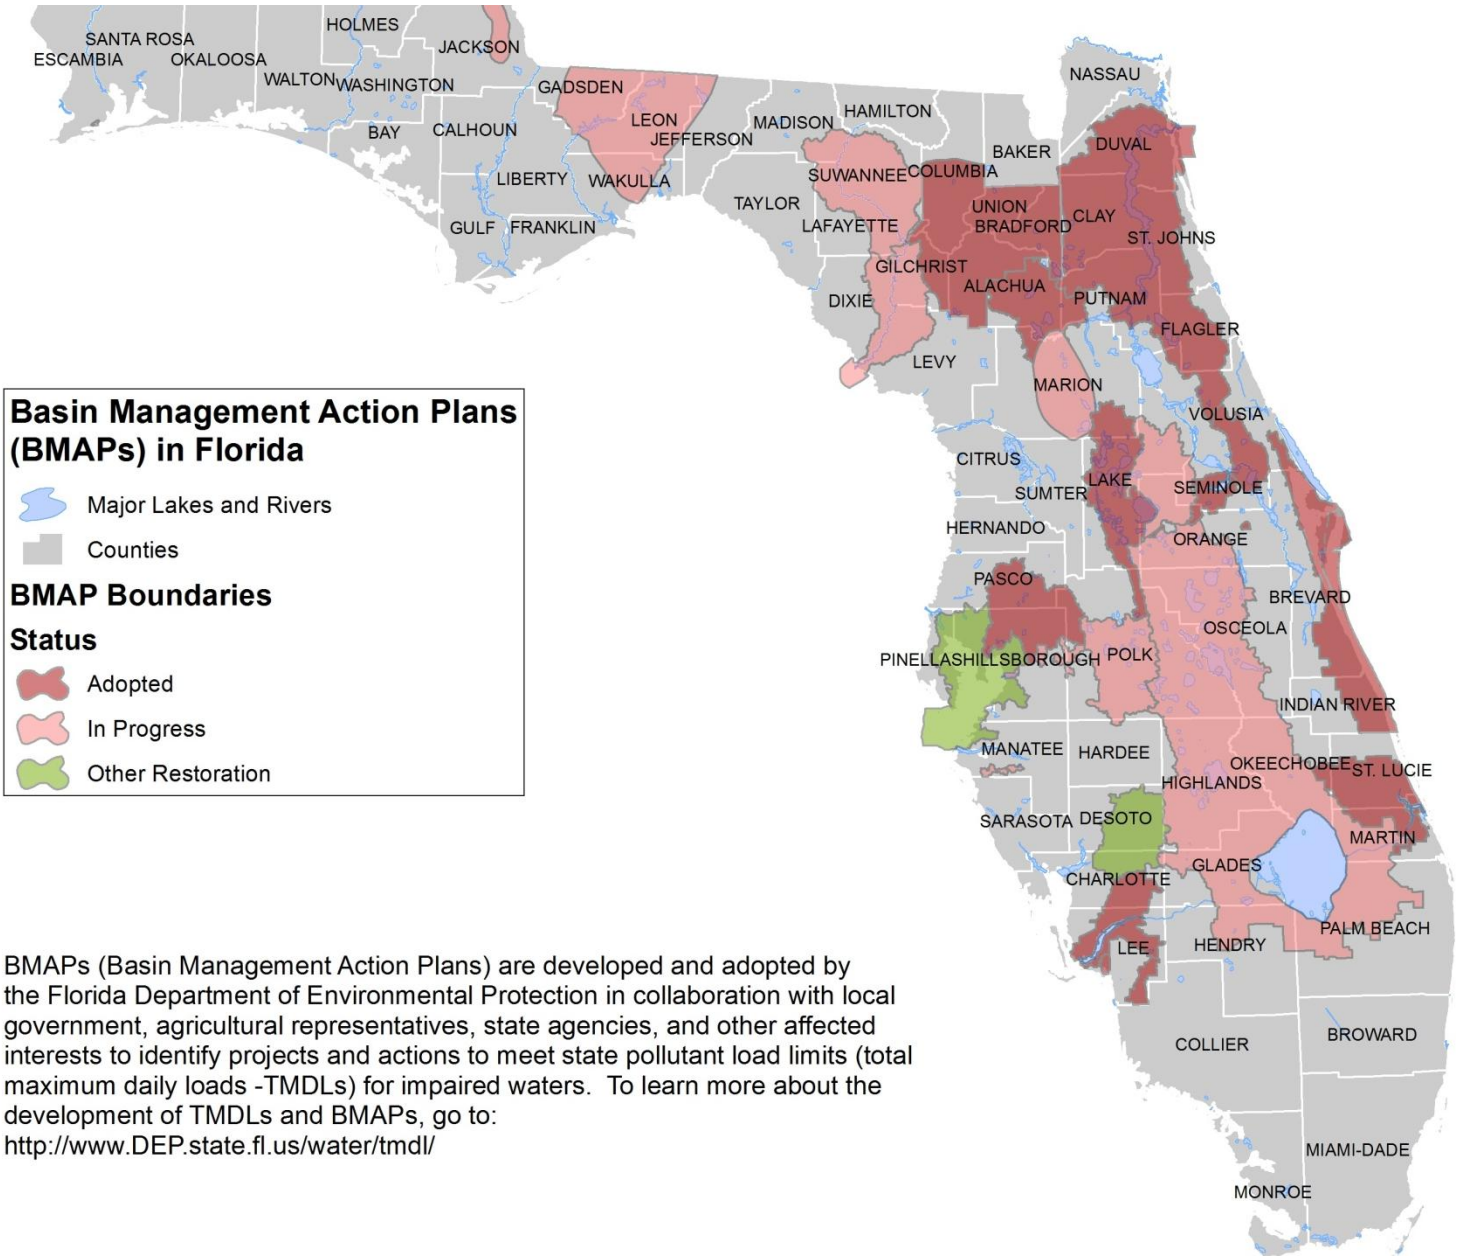 HOLMES
SANTA ROSA
JACKSON
ESCAMBIA
OKALOOSA
WALTON
WASHINGTON
GADSDEN
NASSAU
BAY
CALHOUN
LEON
JEFFERSON
MADISON
HAMILTON
BAKER
DUVAL
LIBERTY
WAKULLA
SUWANNEE
COLUMBIA
TAYLOR
UNION
GULF
FRANKLIN
LAFAYETTE
BRADFORD
CLAY
ST. JOHNS
GILCHRIST
ALACHUA
DIXIE
PUTNAM
FLAGLER
LEVY
MARION
VOLUSIA
Basin Management Action Plans
(BMAPs) in Florida
Major Lakes and Rivers
Counties
BMAP Boundaries
Status
Adopted
In Progress
Other Restoration
CITRUS
SUMTER
LAKE
SEMINOLE
HERNANDO
ORANGE
PASCO
BREVARD
OSCEOLA
PINELLAS
HILLSBOROUGH
POLK
INDIAN RIVER
MANATEE
HARDEE
OKEECHOBEE
ST. LUCIE
HIGHLANDS
SARASOTA
DESOTO
MARTIN
GLADES
CHARLOTTE
PALM BEACH
LEE
HENDRY
COLLIER
BROWARD
MIAMI-DADE
MONROE
BMAPs (Basin Management Action Plans) are developed and adopted by
the Florida Department of Environmental Protection in collaboration with local
government, agricultural representatives, state agencies, and other affected
interests to identify projects and actions to meet state pollutant load limits (total
maximum daily loads -TMDLs) for impaired waters.  To learn more about the
development of TMDLs and BMAPs, go to:
http://www.DEP.state.fl.us/water/tmdl/